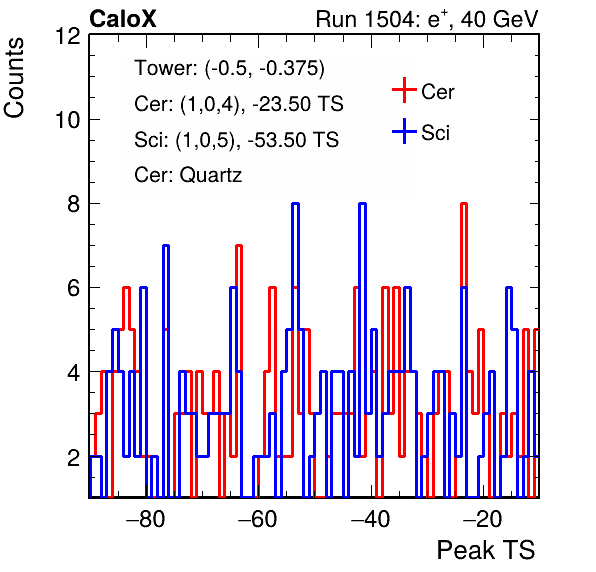 CaloX Run 1504: e+, 40 GeV
Counts
12
10
8
6
4
2
Tower: (-0.5, -0.375)
Cer: (1,0,4), -23.50 TS
Sci: (1,0,5), -53.50 TS
Cer: Quartz
Cer
Sci
−80 −60 −40 −20
Peak TS